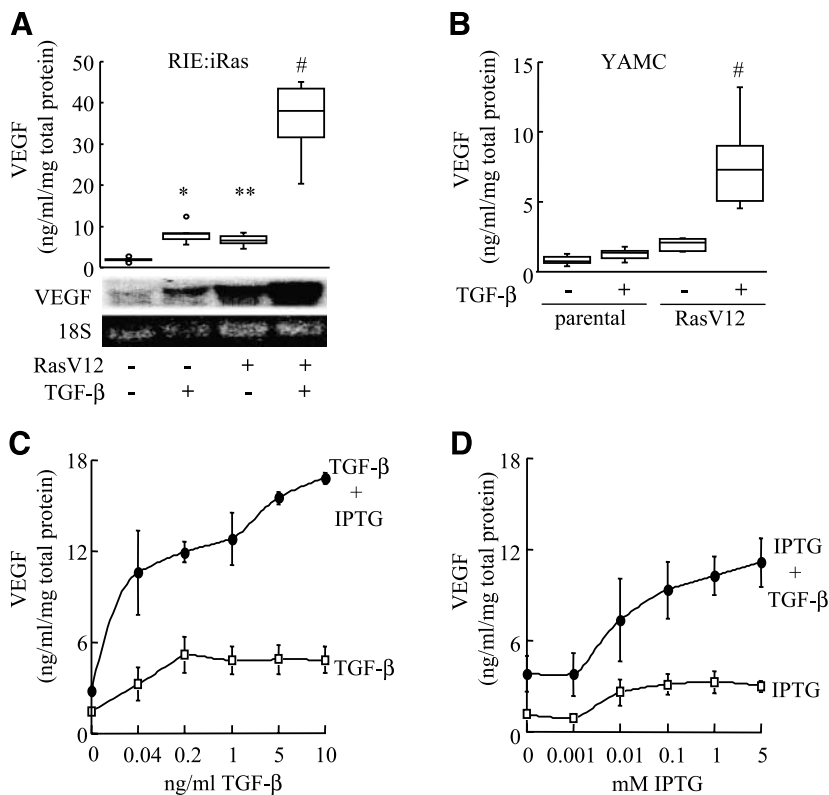 A
RIE:iRas
VEGF
(ng/ml/mg total protein)
50
40
30
20
10
0
*
**
#
VEGF
18S
RasV12 - - + +
TGF-β - + - +
B
YAMC
VEGF
(ng/ml/mg total protein)
15
10
5
0
#
TGF-β - + - +
parental RasV12
C
VEGF
(ng/ml/mg total protein)
18
12
6
0
TGF-β
+
IPTG
TGF-β
0 0.04 0.2 1 5 10
ng/ml TGF-β
D
VEGF
(ng/ml/mg total protein)
18
12
6
0
IPTG
+
TGF-β
IPTG
0 0.001 0.01 0.1 1 5
mM IPTG